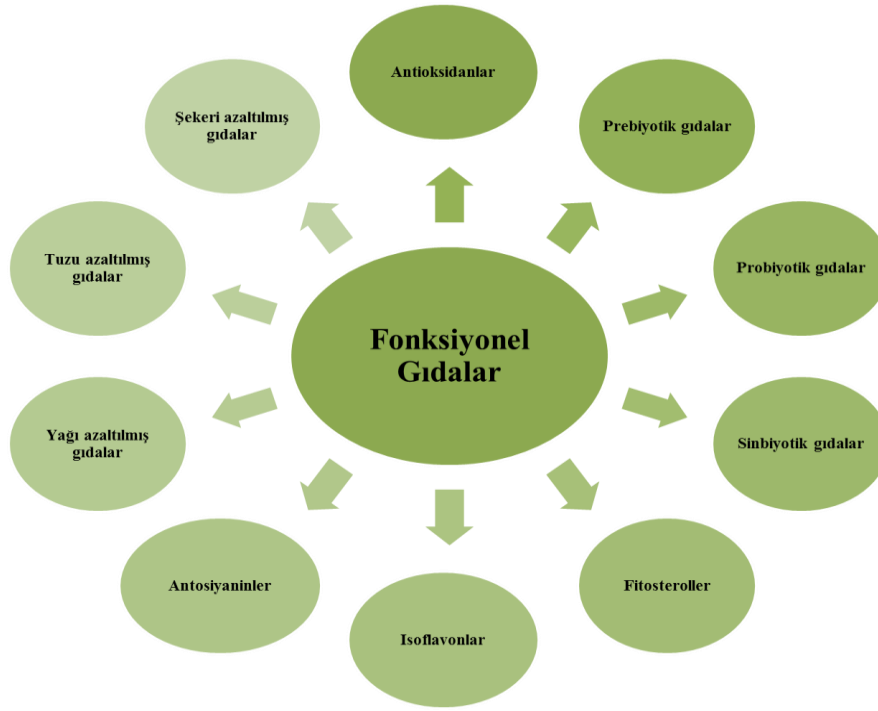 Antioksidanlar
Prebiyotik gıdalar
Probiyotik gıdalar
Sinbiyotik gıdalar
Fitosteroller
Isoflavonlar
Antosiyaninler
Yağı azaltılmış
gıdalar
Tuzu azaltılmış
gıdalar
Şekeri azaltılmış
gıdalar
Fonksiyonel
Gıdalar